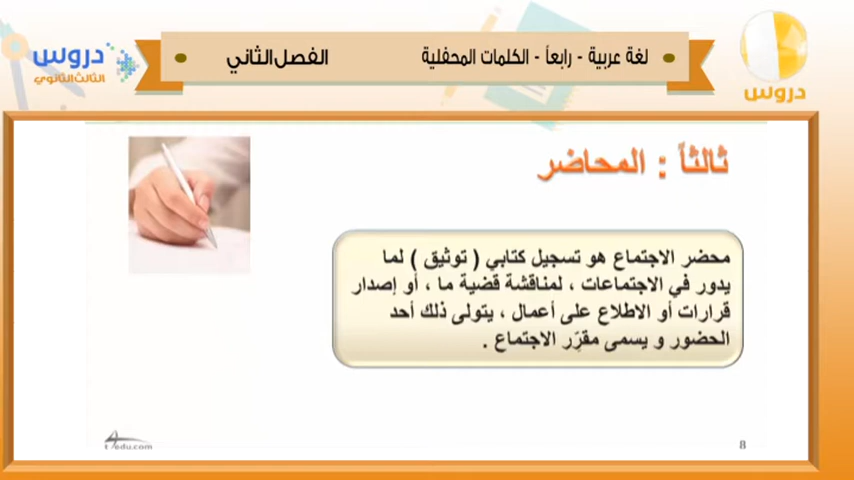 دروس
الثالث الثانوي
لغة عربية - رابعاً - الكلمات المحفلية
الفصل الثاني
دروس
ثالثاً : المحاضر
محضر الاجتماع هو تسجيل كتابي ( توثيق ) لما
يدور في الاجتماعات ، لمناقشة قضية ما ، أو إصدار
قرارات أو الاطلاع على أعمال ، يتولى ذلك أحد
الحضور و يسمى مقرِّر الاجتماع .
t4edu.com
8